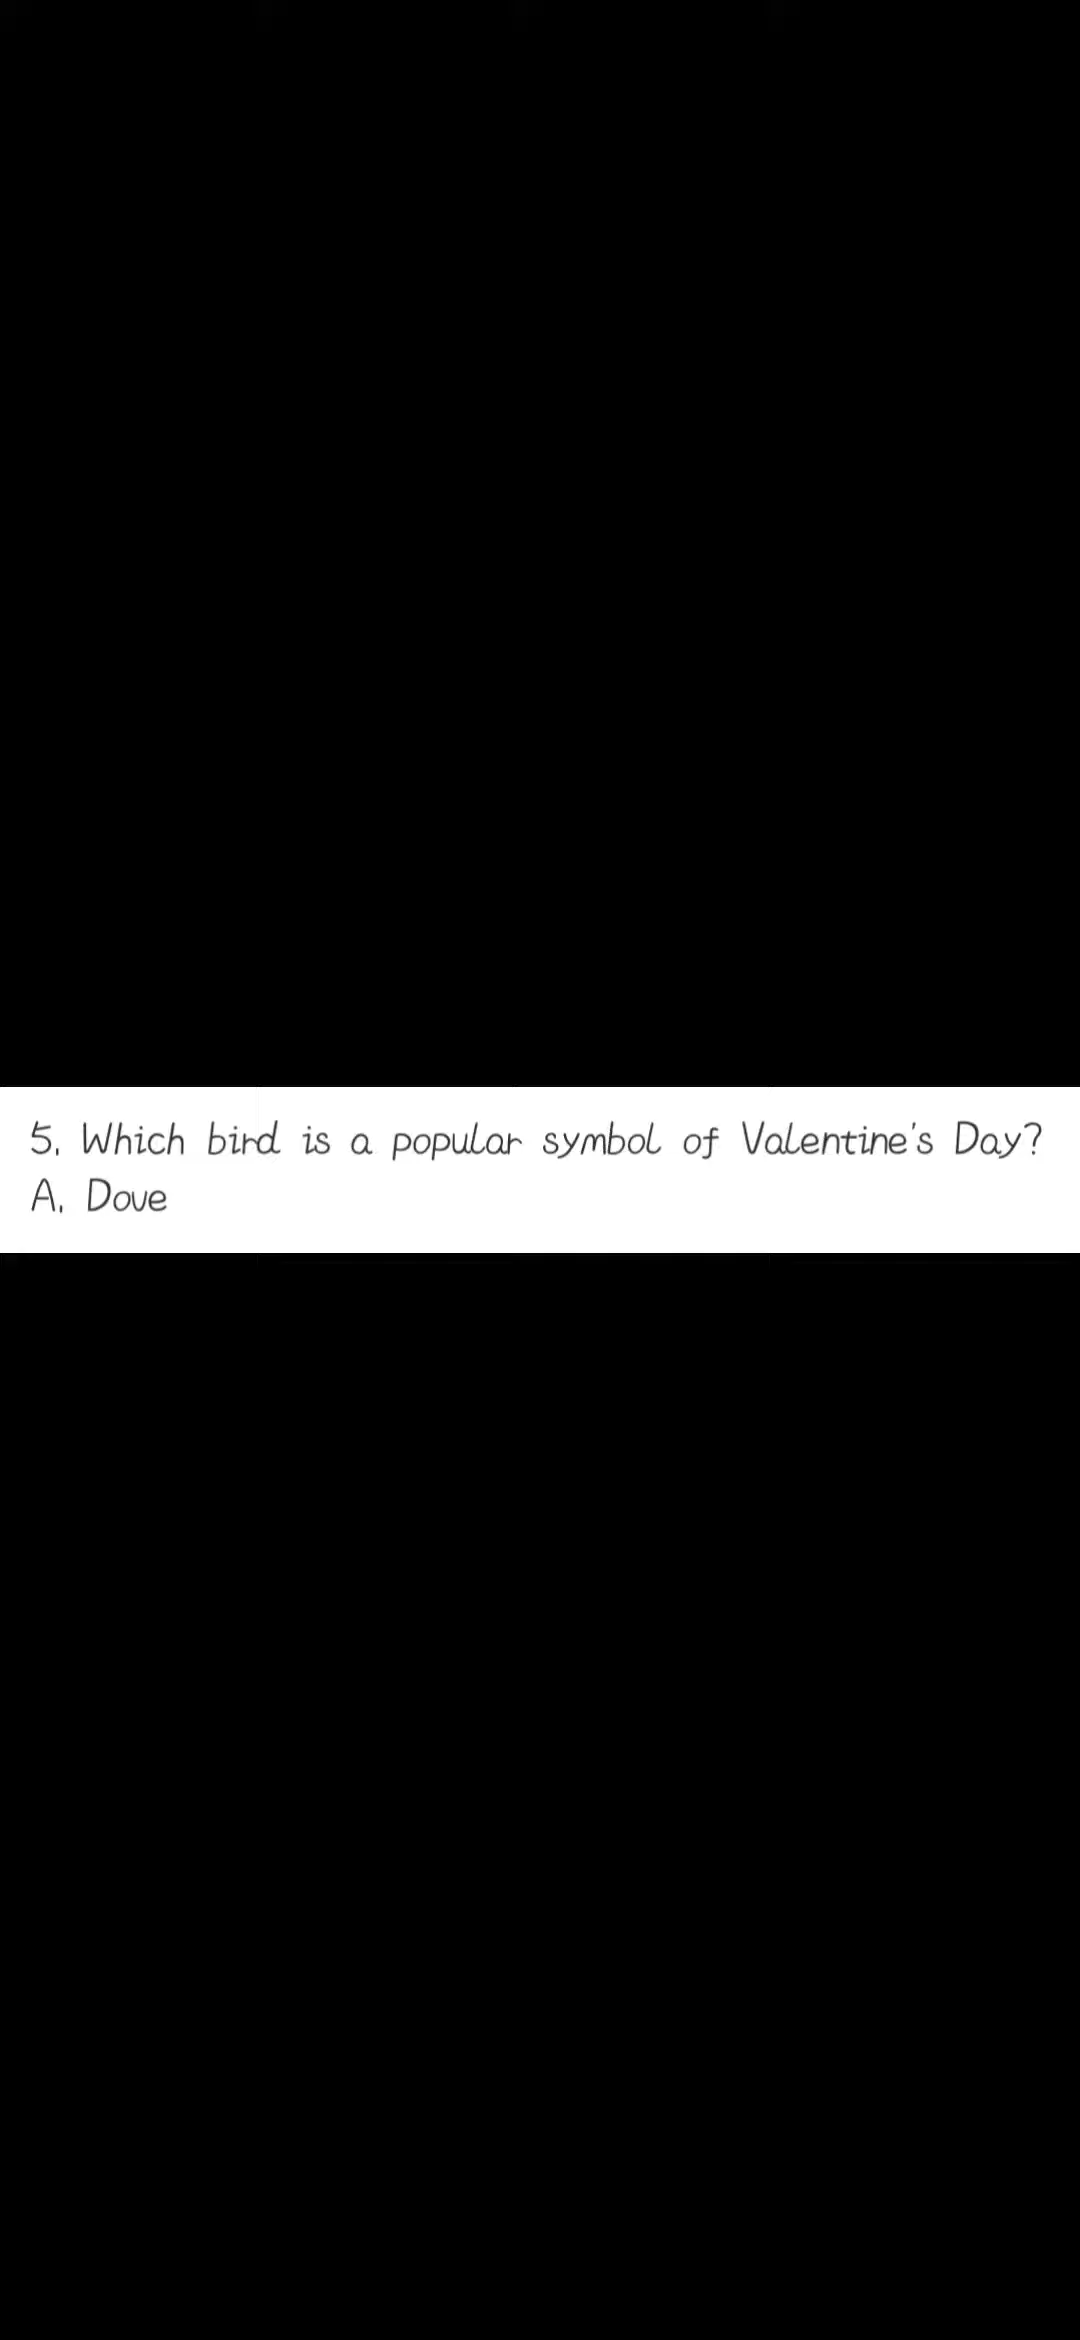 5. Which bird is a popular symbol of Valentine's Day?
A. Dove